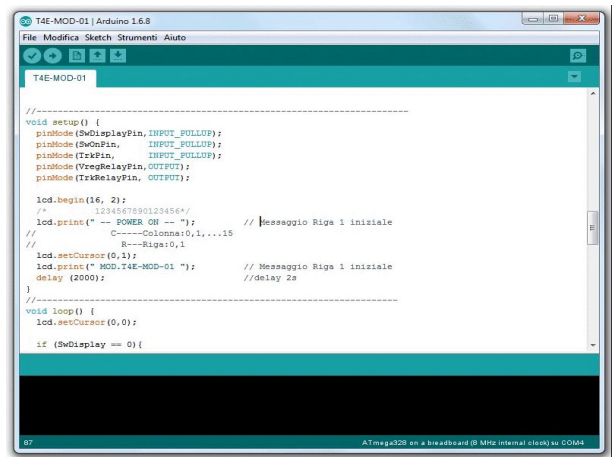 T4E-MOD-01 | Arduino 1.6.8
File Modifica Sketch Strumenti Aiuto
T4E-MOD-01
//----------------------------------------------------------------------
void setup() {
pinMode(SwDisplayPin,INPUT_PULLUP);
pinMode(SwOnPin, INPUT_PULLUP);
pinMode(TrkPin, INPUT_PULLUP);
pinMode(VregRelayPin,OUTPUT);
pinMode(TrkRelayPin, OUTPUT);
lcd.begin(16, 2);
/* 1234567890123456*/
lcd.print(" -- POWER ON -- "); // Messaggio Riga 1 iniziale
// C-----Colonna:0,1,...15
// R---Riga:0,1
lcd.setCursor(0,1);
lcd.print(" MOD.T4E-MOD-01 "); // Messaggio Riga 1 iniziale
delay (2000); //delay 2s
}
//--------------------------------------------------------------------
void loop() {
lcd.setCursor(0,0);
if (SwDisplay == 0){
87
ATmega328 on a breadboard (8 MHz internal clock) su COM4